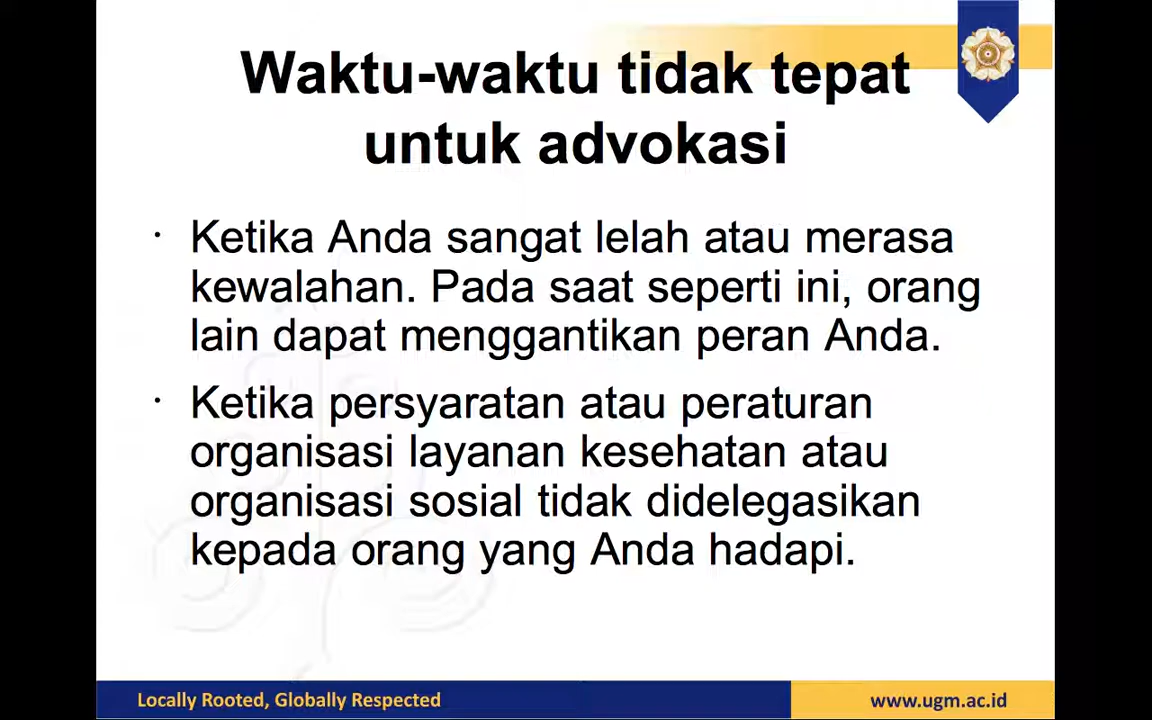 Waktu-waktu tidak tepat
untuk advokasi
· Ketika Anda sangat lelah atau merasa
kewalahan. Pada saat seperti ini, orang
lain dapat menggantikan peran Anda.
· Ketika persyaratan atau peraturan
organisasi layanan kesehatan atau
organisasi sosial tidak didelegasikan
kepada orang yang Anda hadapi.
Locally Rooted, Globally Respected
www.ugm.ac.id